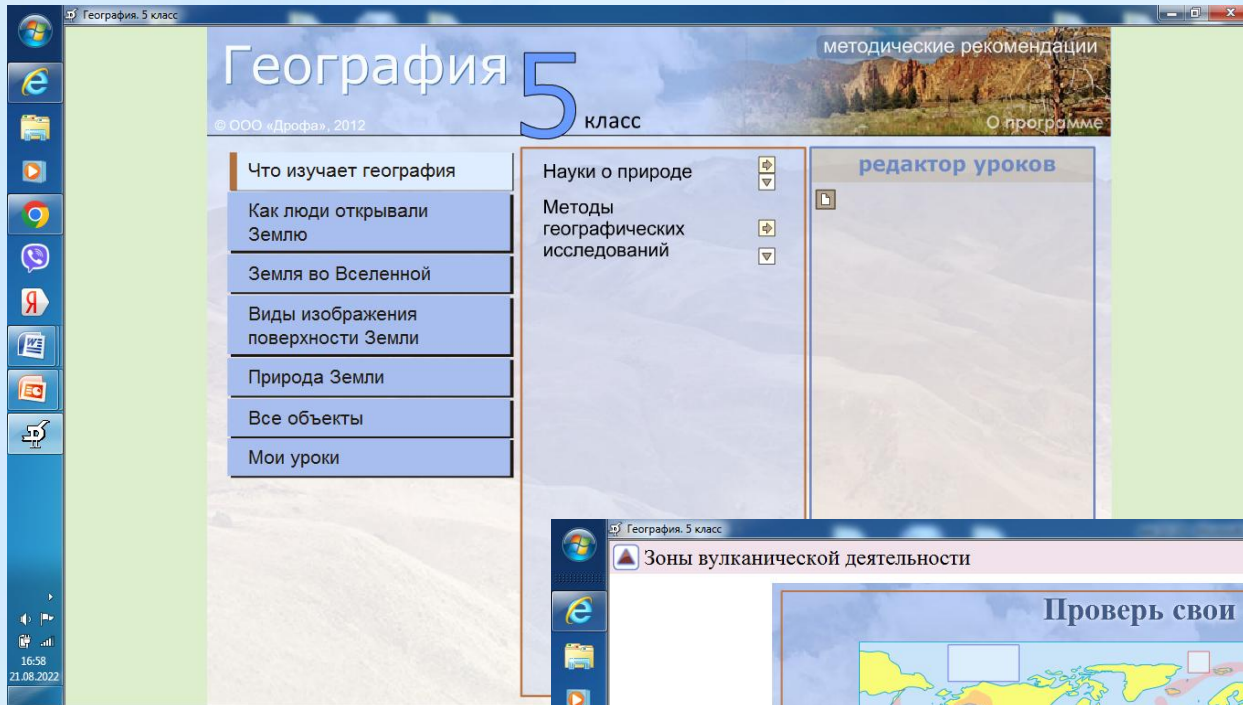 География. 5 класс
География 5 класс
методические рекомендации
© ООО «Дрофа», 2012
О программе
Что изучает география
Как люди открывали
Землю
Земля во Вселенной
Виды изображения
поверхности Земли
Природа Земли
Все объекты
Мои уроки
Науки о природе
Методы
географических
исследований
редактор уроков
16:58
21.08.2022
География. 5 класс
Зоны вулканической деятельности
Проверь свои